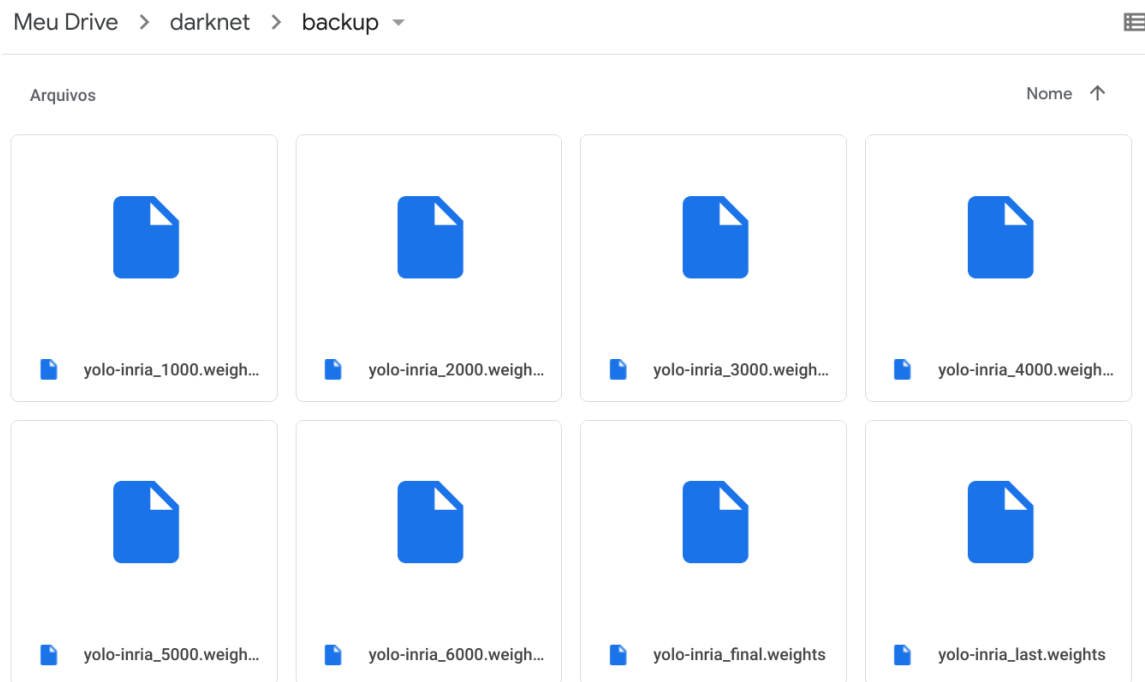 Meu Drive > darknet > backup
Arquivos
Nome
yolo-inria_1000.weigh...
yolo-inria_2000.weigh...
yolo-inria_3000.weigh...
yolo-inria_4000.weigh...
yolo-inria_5000.weigh...
yolo-inria_6000.weigh...
yolo-inria_final.weights
yolo-inria_last.weights